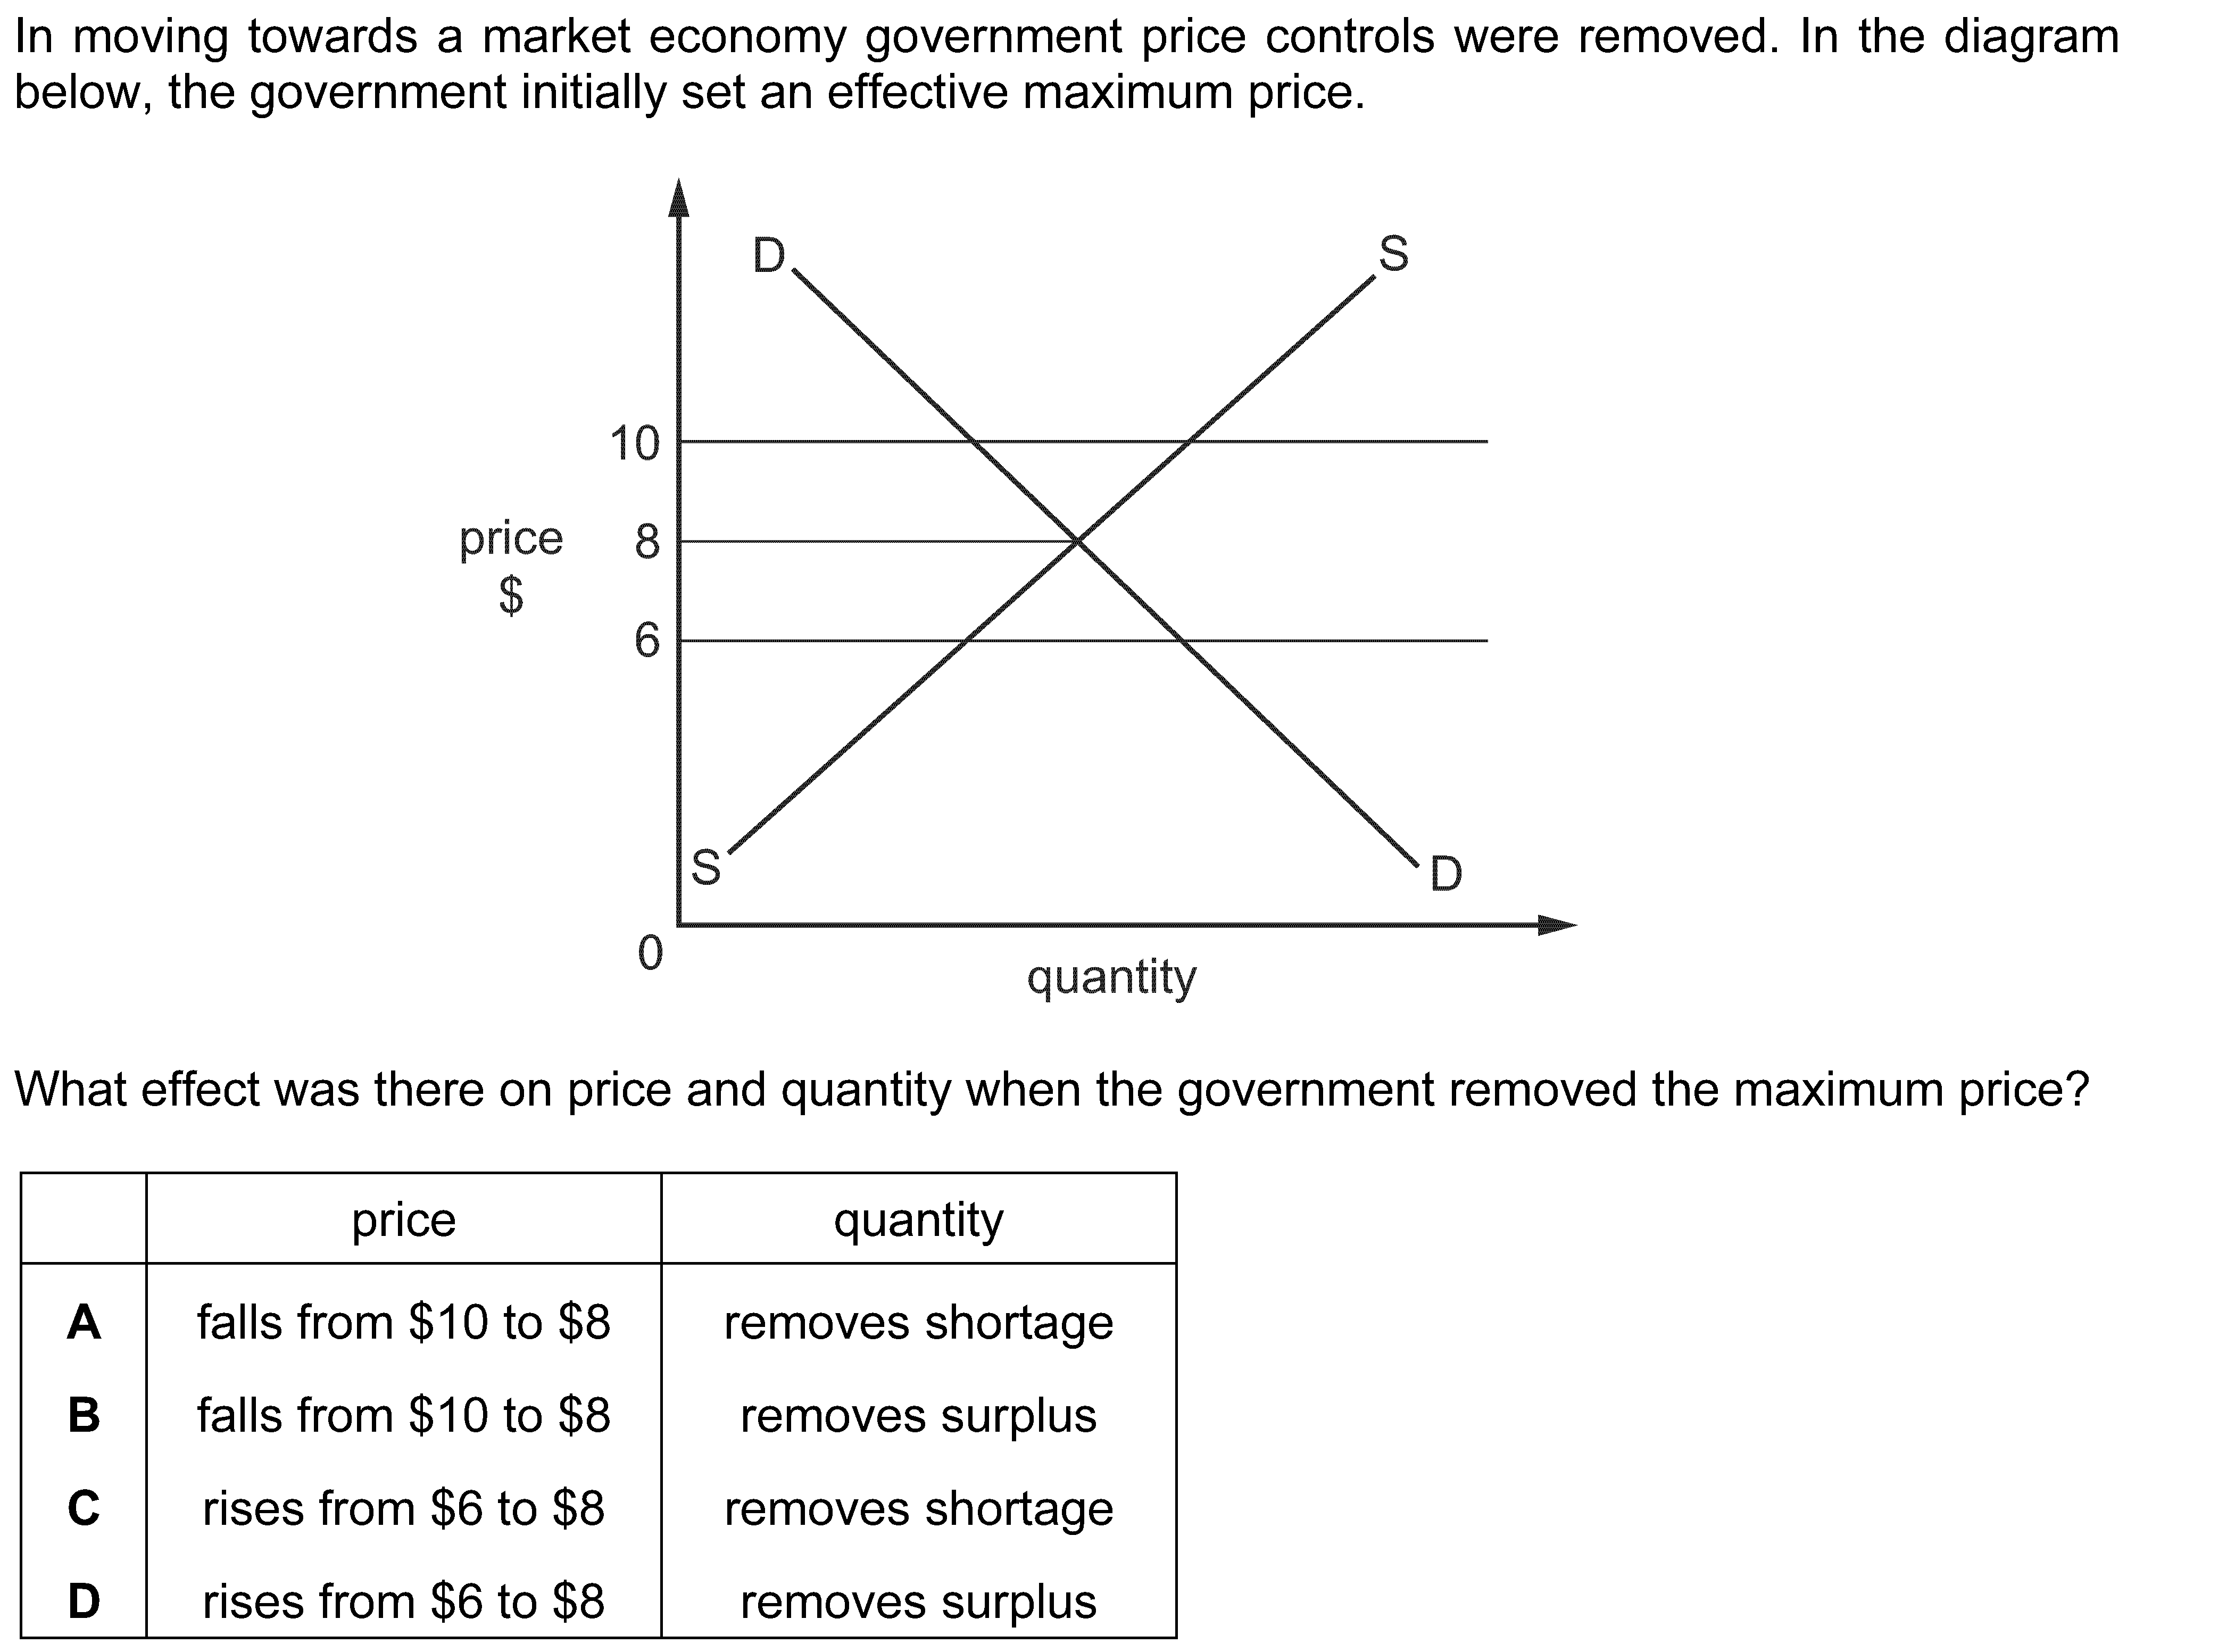 In moving towards a market economy government price controls were removed. In the diagram
below, the government initially set an effective maximum price.
D
S
10
price
$
8
6
S
D
0
quantity
What effect was there on price and quantity when the government removed the maximum price?
price quantity
A falls from $10 to $8 removes shortage
B falls from $10 to $8 removes surplus
C rises from $6 to $8 removes shortage
D rises from $6 to $8 removes surplus